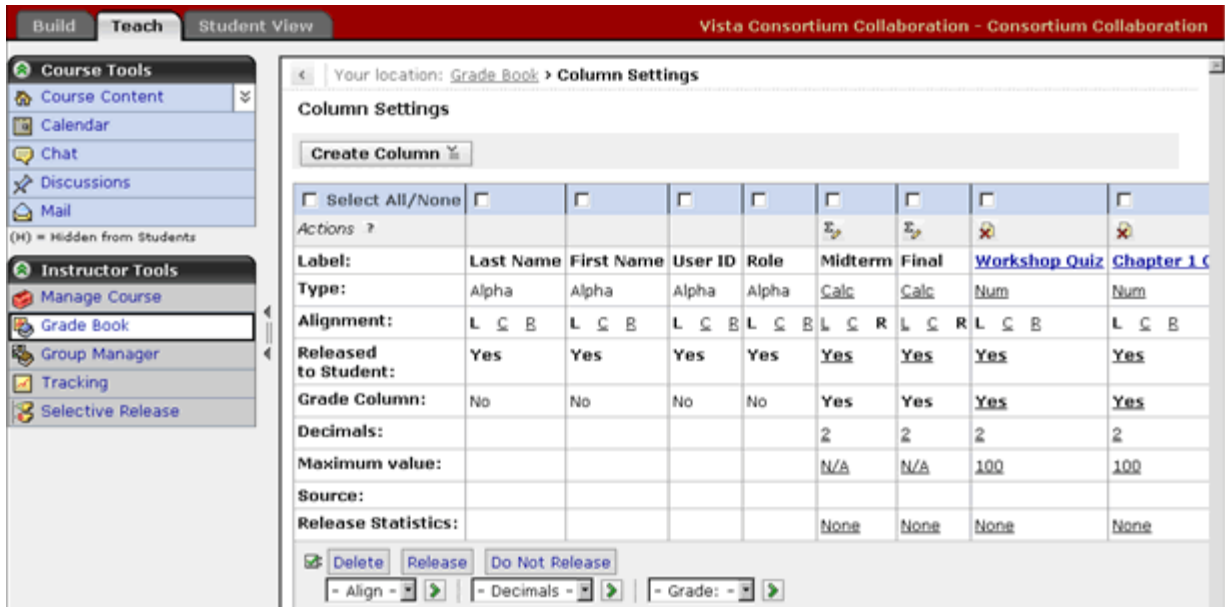 Build Teach Student View Vista Consortium Collaboration - Consortium Collaboration
Course Tools
Course Content
Calendar
Chat
Discussions
Mail
(H) = Hidden from Students
Instructor Tools
Manage Course
Grade Book
Group Manager
Tracking
Selective Release
Your location: Grade Book › Column Settings
Column Settings
Create Column
Select All/None
Actions ?
Label: Last Name First Name User ID Role Midterm Final Workshop Quiz Chapter 1
Type: Alpha Alpha Alpha Alpha Calc Calc Num Num
Alignment: L C R L C R L C R L C R L C R L C R L C R L C R
Released
to Student: Yes Yes Yes Yes Yes Yes Yes Yes
Grade Column: No No No No Yes Yes Yes Yes
Decimals: 2 2 2 2
Maximum value: N/A N/A 100 100
Source:
Release Statistics: None None None None
Delete Release Do Not Release
- Align - - Decimals - - Grade: -